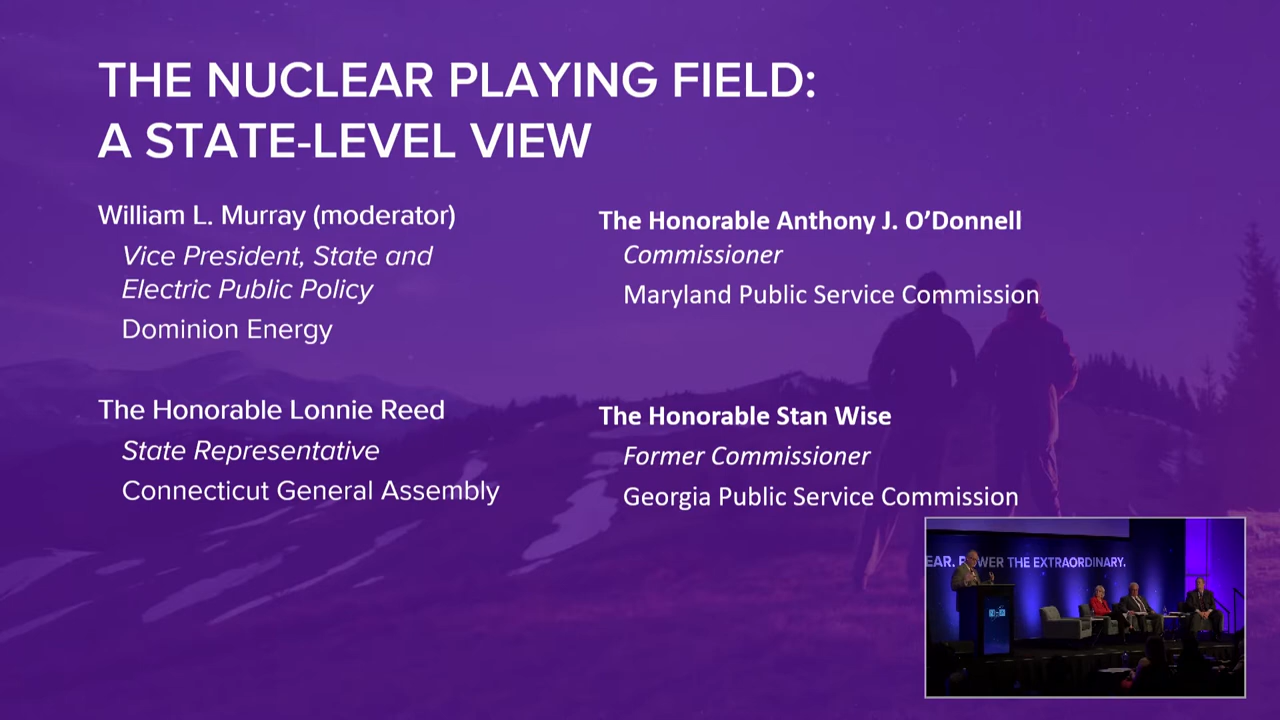 THE NUCLEAR PLAYING FIELD:
A STATE-LEVEL VIEW
William L. Murray (moderator)
Vice President, State and
Electric Public Policy
Dominion Energy
The Honorable Lonnie Reed
State Representative
Connecticut General Assembly
The Honorable Anthony J. O’Donnell
Commissioner
Maryland Public Service Commission
The Honorable Stan Wise
Former Commissioner
Georgia Public Service Commission
EAR. P WER THE EXTRAORDINARY.